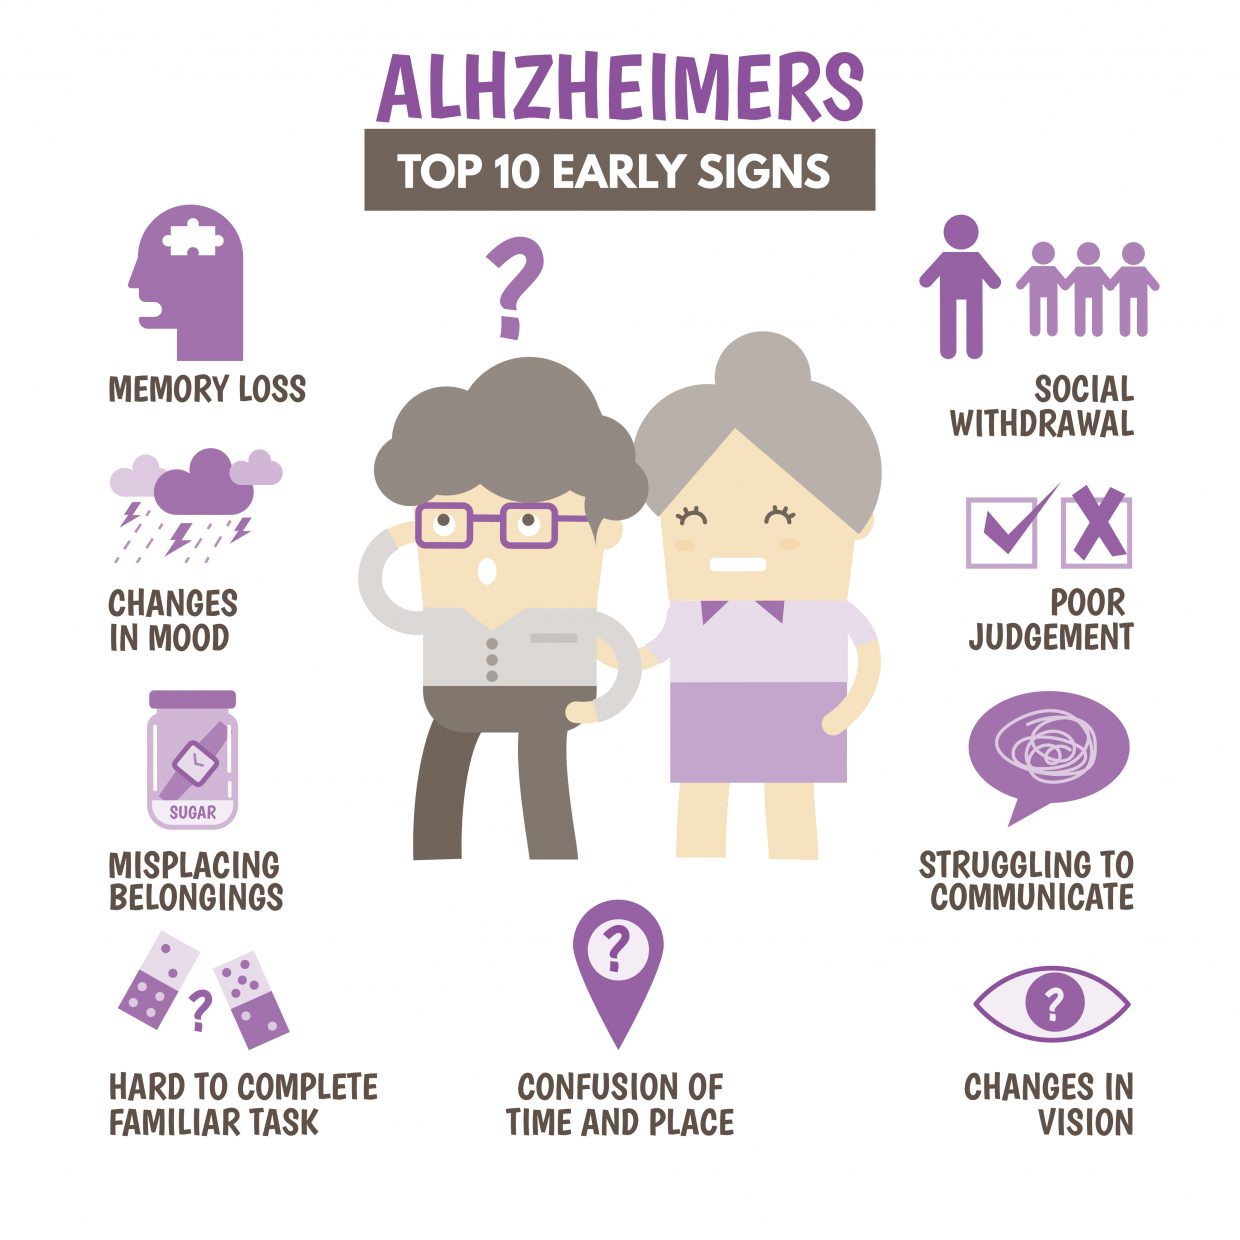 ALHZHEIMERS
TOP 10 EARLY SIGNS
?
MEMORY LOSS
SOCIAL
WITHDRAWAL
CHANGES
IN MOOD
POOR
JUDGEMENT
SUGAR
MISPLACING
BELONGINGS
STRUGGLING TO
COMMUNICATE
?
HARD TO COMPLETE
FAMILIAR TASK
?
CONFUSION OF
TIME AND PLACE
?
CHANGES IN
VISION